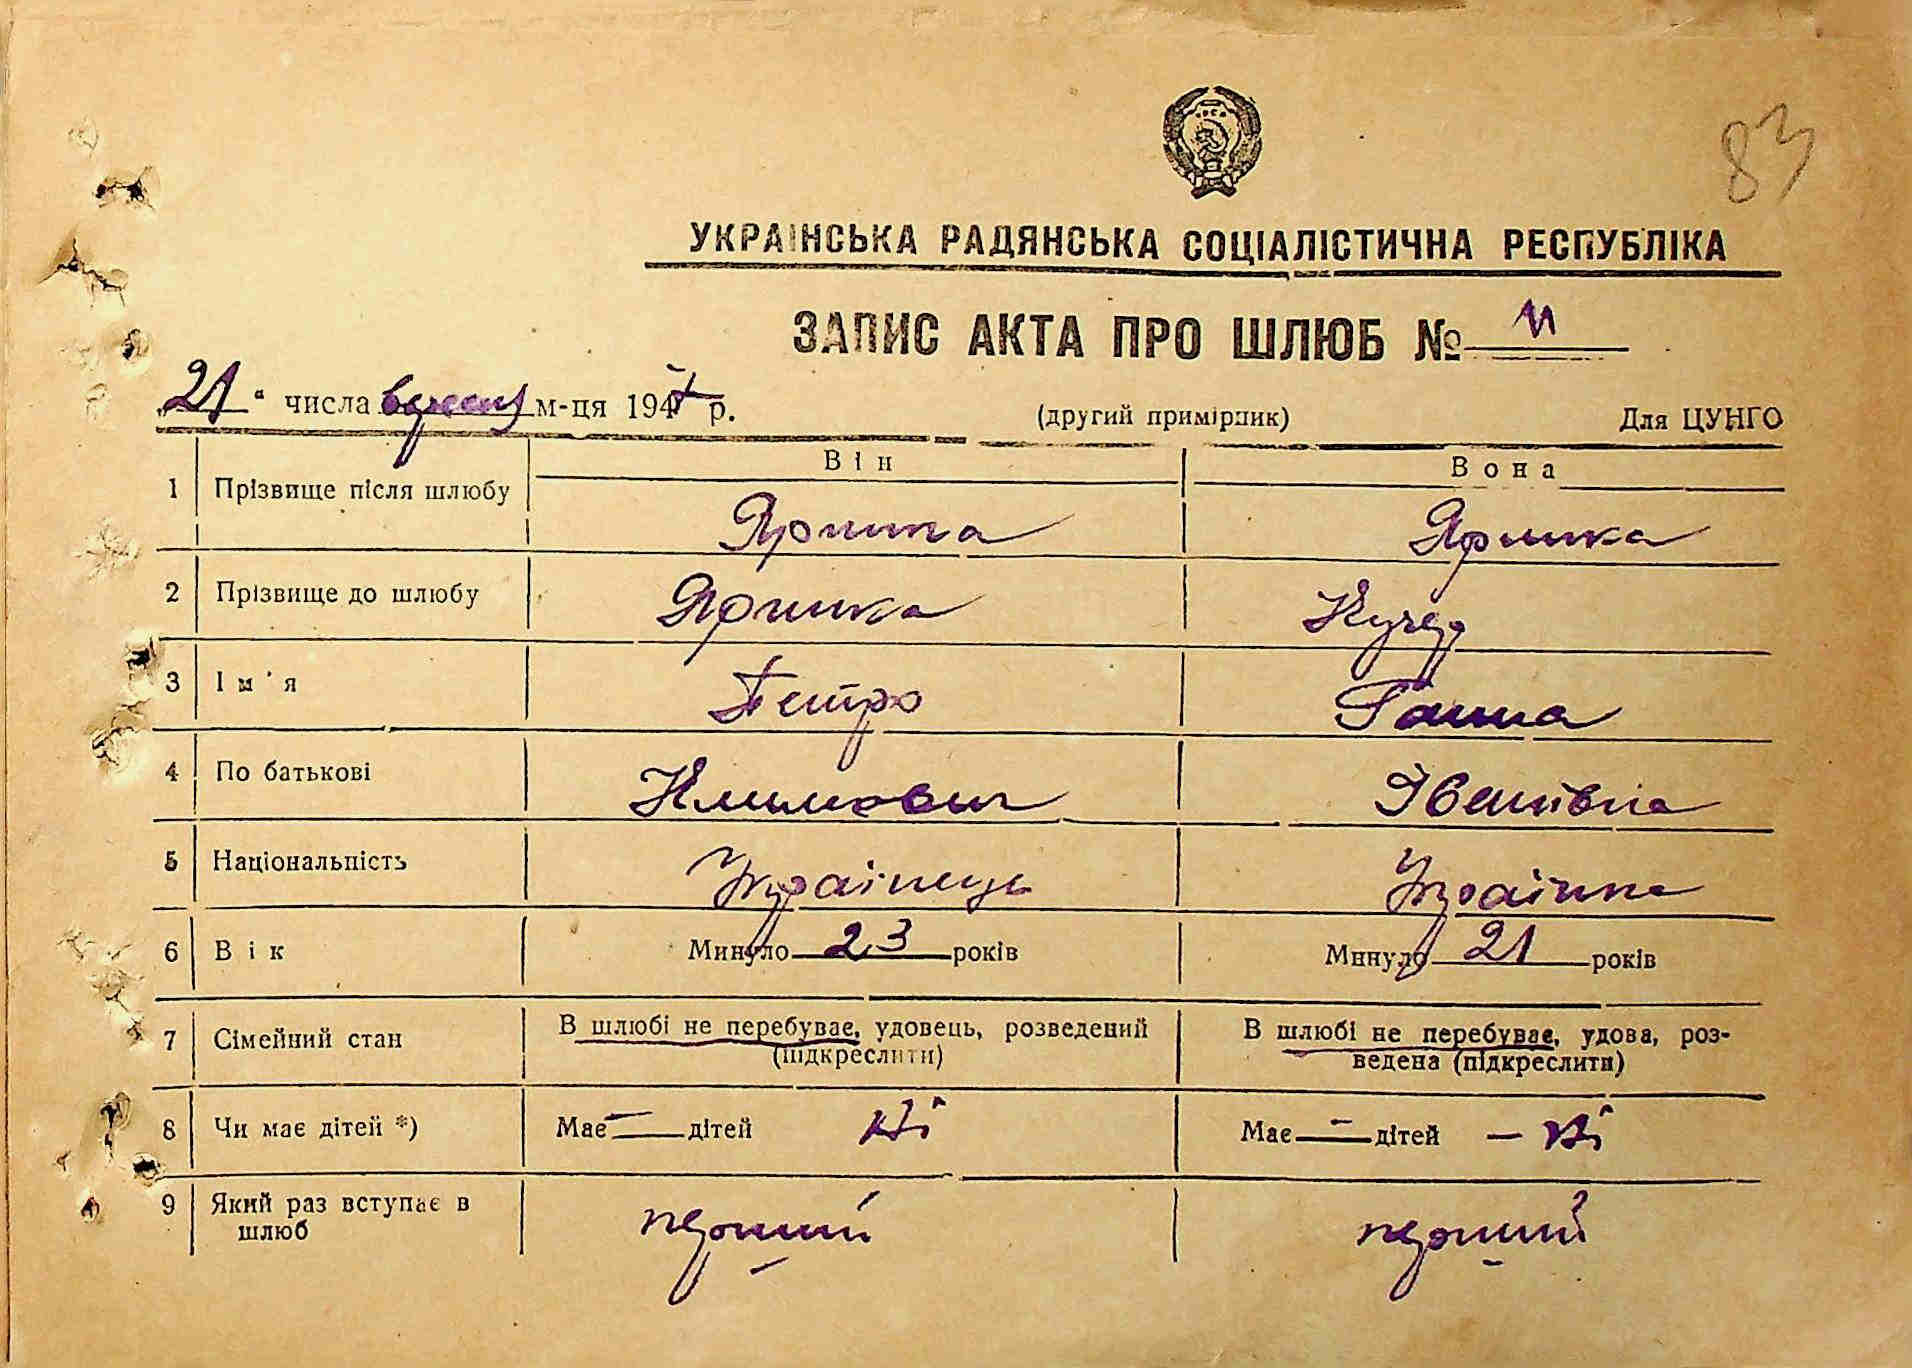 83
УКРАЇНСЬКА РАДЯНСЬКА СОЦІАЛІСТИЧНА РЕСПУБЛІКА
ЗАПИС АКТА ПРО ШЛЮБ № 11
„21“ числа м-ця 1947 р. (другий примірник) Для ЦУНГО
Він Вона
1 Прізвище після шлюбу
2 Прізвище до шлюбу Кучер
3 Ім'я Петро Ганна
4 По батькові Климович Іванівна
5 Національність Українець Українка
6 Вік Минуло 23 років Минуло 21 років
7 Сімейний стан В шлюбі не перебуває, удовець, розведений (підкреслити) В шлюбі не перебуває, удова, роз-
ведена (підкреслити)
8 Чи має дітей *) Має — дітей ні Має — дітей — ні
9 Який раз вступає в шлюб перший перший